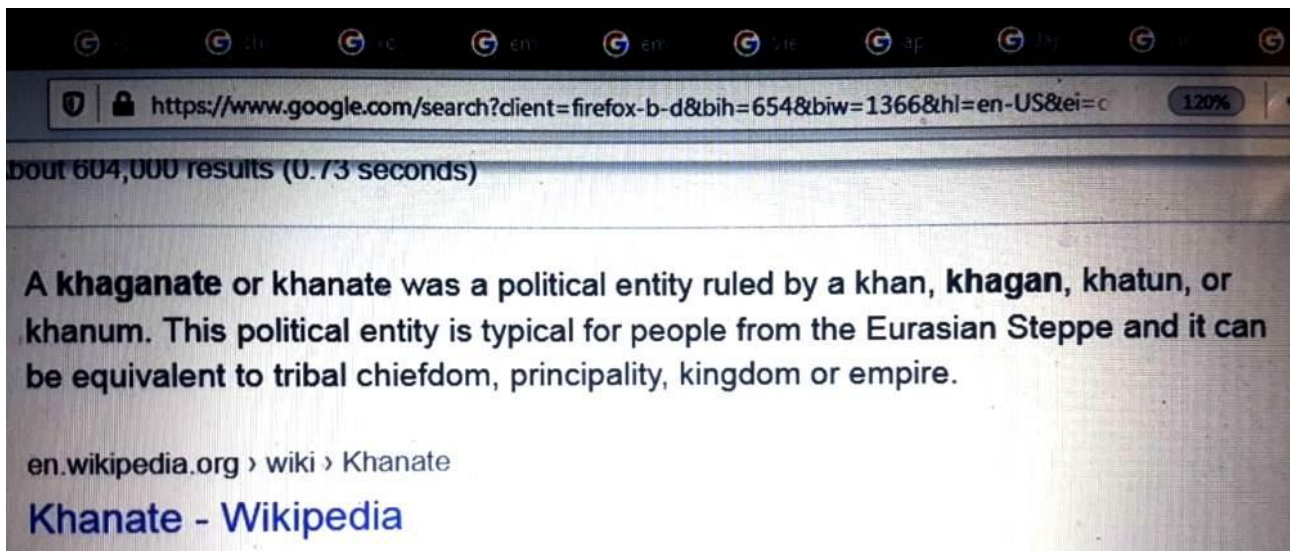 https://www.google.com/search?client=firefox-b-d&bih=654&biw=1366&hl=en-US&ei=c
120%
bout 604,000 results (0.73 seconds)
A khaganate or khanate was a political entity ruled by a khan, khagan, khatun, or
khanum. This political entity is typical for people from the Eurasian Steppe and it can
be equivalent to tribal chiefdom, principality, kingdom or empire.
en.wikipedia.org › wiki › Khanate
Khanate - Wikipedia